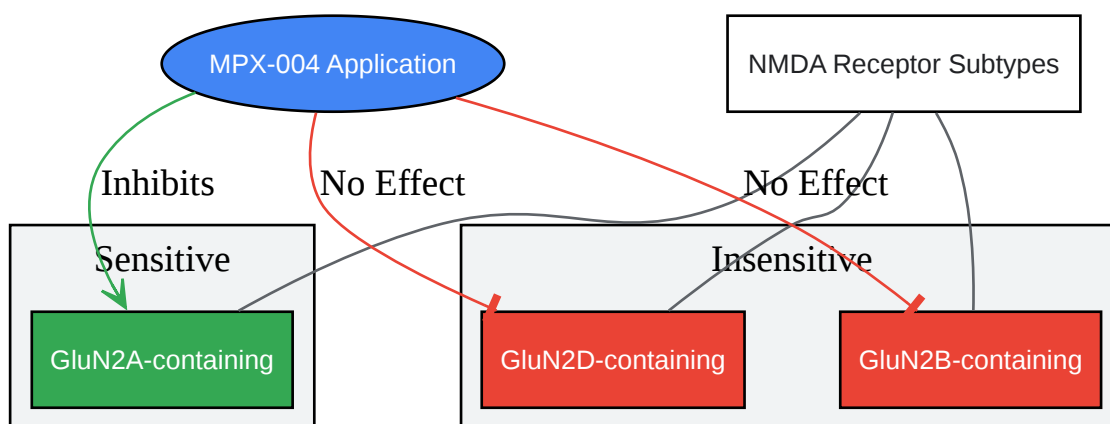 MPX-004 Application
NMDA Receptor Subtypes
Inhibits
No Effect
No Effect
Sensitive
Insensitive
GluN2A-containing
GluN2D-containing
GluN2B-containing